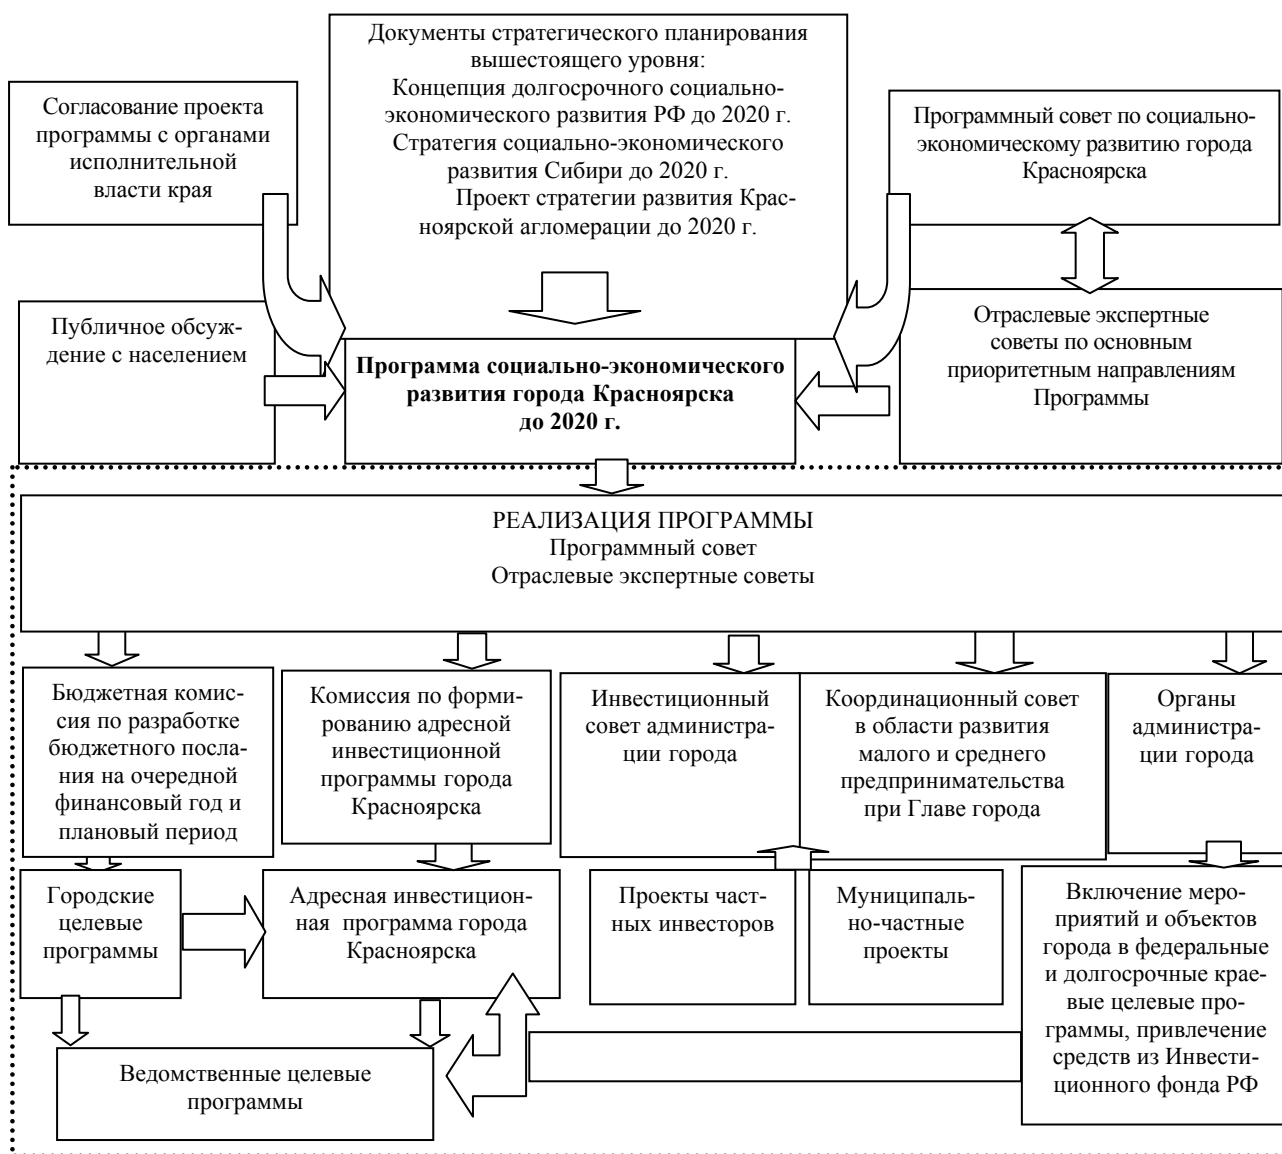 Документы стратегического планирования
вышестоящего уровня:
Концепция долгосрочного социально-
экономического развития РФ до 2020 г.
Стратегия социально-экономического
развития Сибири до 2020 г.
Проект стратегии развития Крас-
ноярской агломерации до 2020 г.
Согласование проекта
программы с органами
исполнительной
власти края
Программный совет по социально-
экономическому развитию города
Красноярска
Публичное обсуж-
дение с населением
Программа социально-экономического
развития города Красноярска
до 2020 г.
Отраслевые экспертные
советы по основным
приоритетным направлениям
Программы
РЕАЛИЗАЦИЯ ПРОГРАММЫ
Программный совет
Отраслевые экспертные советы
Бюджетная комис-
сия по разработке
бюджетного посла-
ния на очередной
финансовый год и
плановый период
Комиссия по форми-
рованию адресной
инвестиционной
программы города
Красноярска
Инвестиционный
совет администра-
ции города
Координационный совет
в области развития
малого и среднего
предпринимательства
при Главе города
Органы
администра-
ции города
Городские
целевые
программы
Адресная инвестицион-
ная программа города
Красноярска
Проекты част-
ных инвесторов
Муниципаль-
но-частные
проекты
Включение меро-
приятий и объектов
города в федеральные
и долгосрочные крае-
вые целевые про-
граммы, привлечение
средств из Инвести-
ционного фонда РФ
Ведомственные целевые
программы